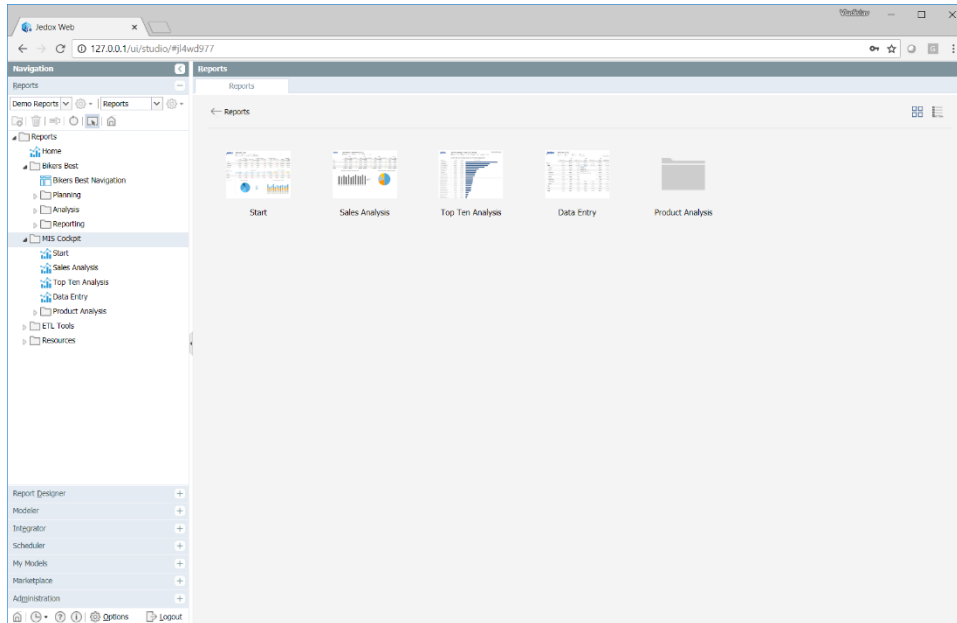 Jedox Web
127.0.0.1/ui/studio/#jl4wd977
Navigation
Reports
Reports
Reports
Demo Reports
Reports
Reports
Reports
Home
Bikers Best
Bikers Best Navigation
Planning
Analysis
Reporting
MIS Cockpit
Start
Sales Analysis
Top Ten Analysis
Data Entry
Product Analysis
ETL Tools
Resources
Start
Sales Analysis
Top Ten Analysis
Data Entry
Product Analysis
Report Designer
Modeler
Integrator
Scheduler
My Models
Marketplace
Administration
Options
Logout